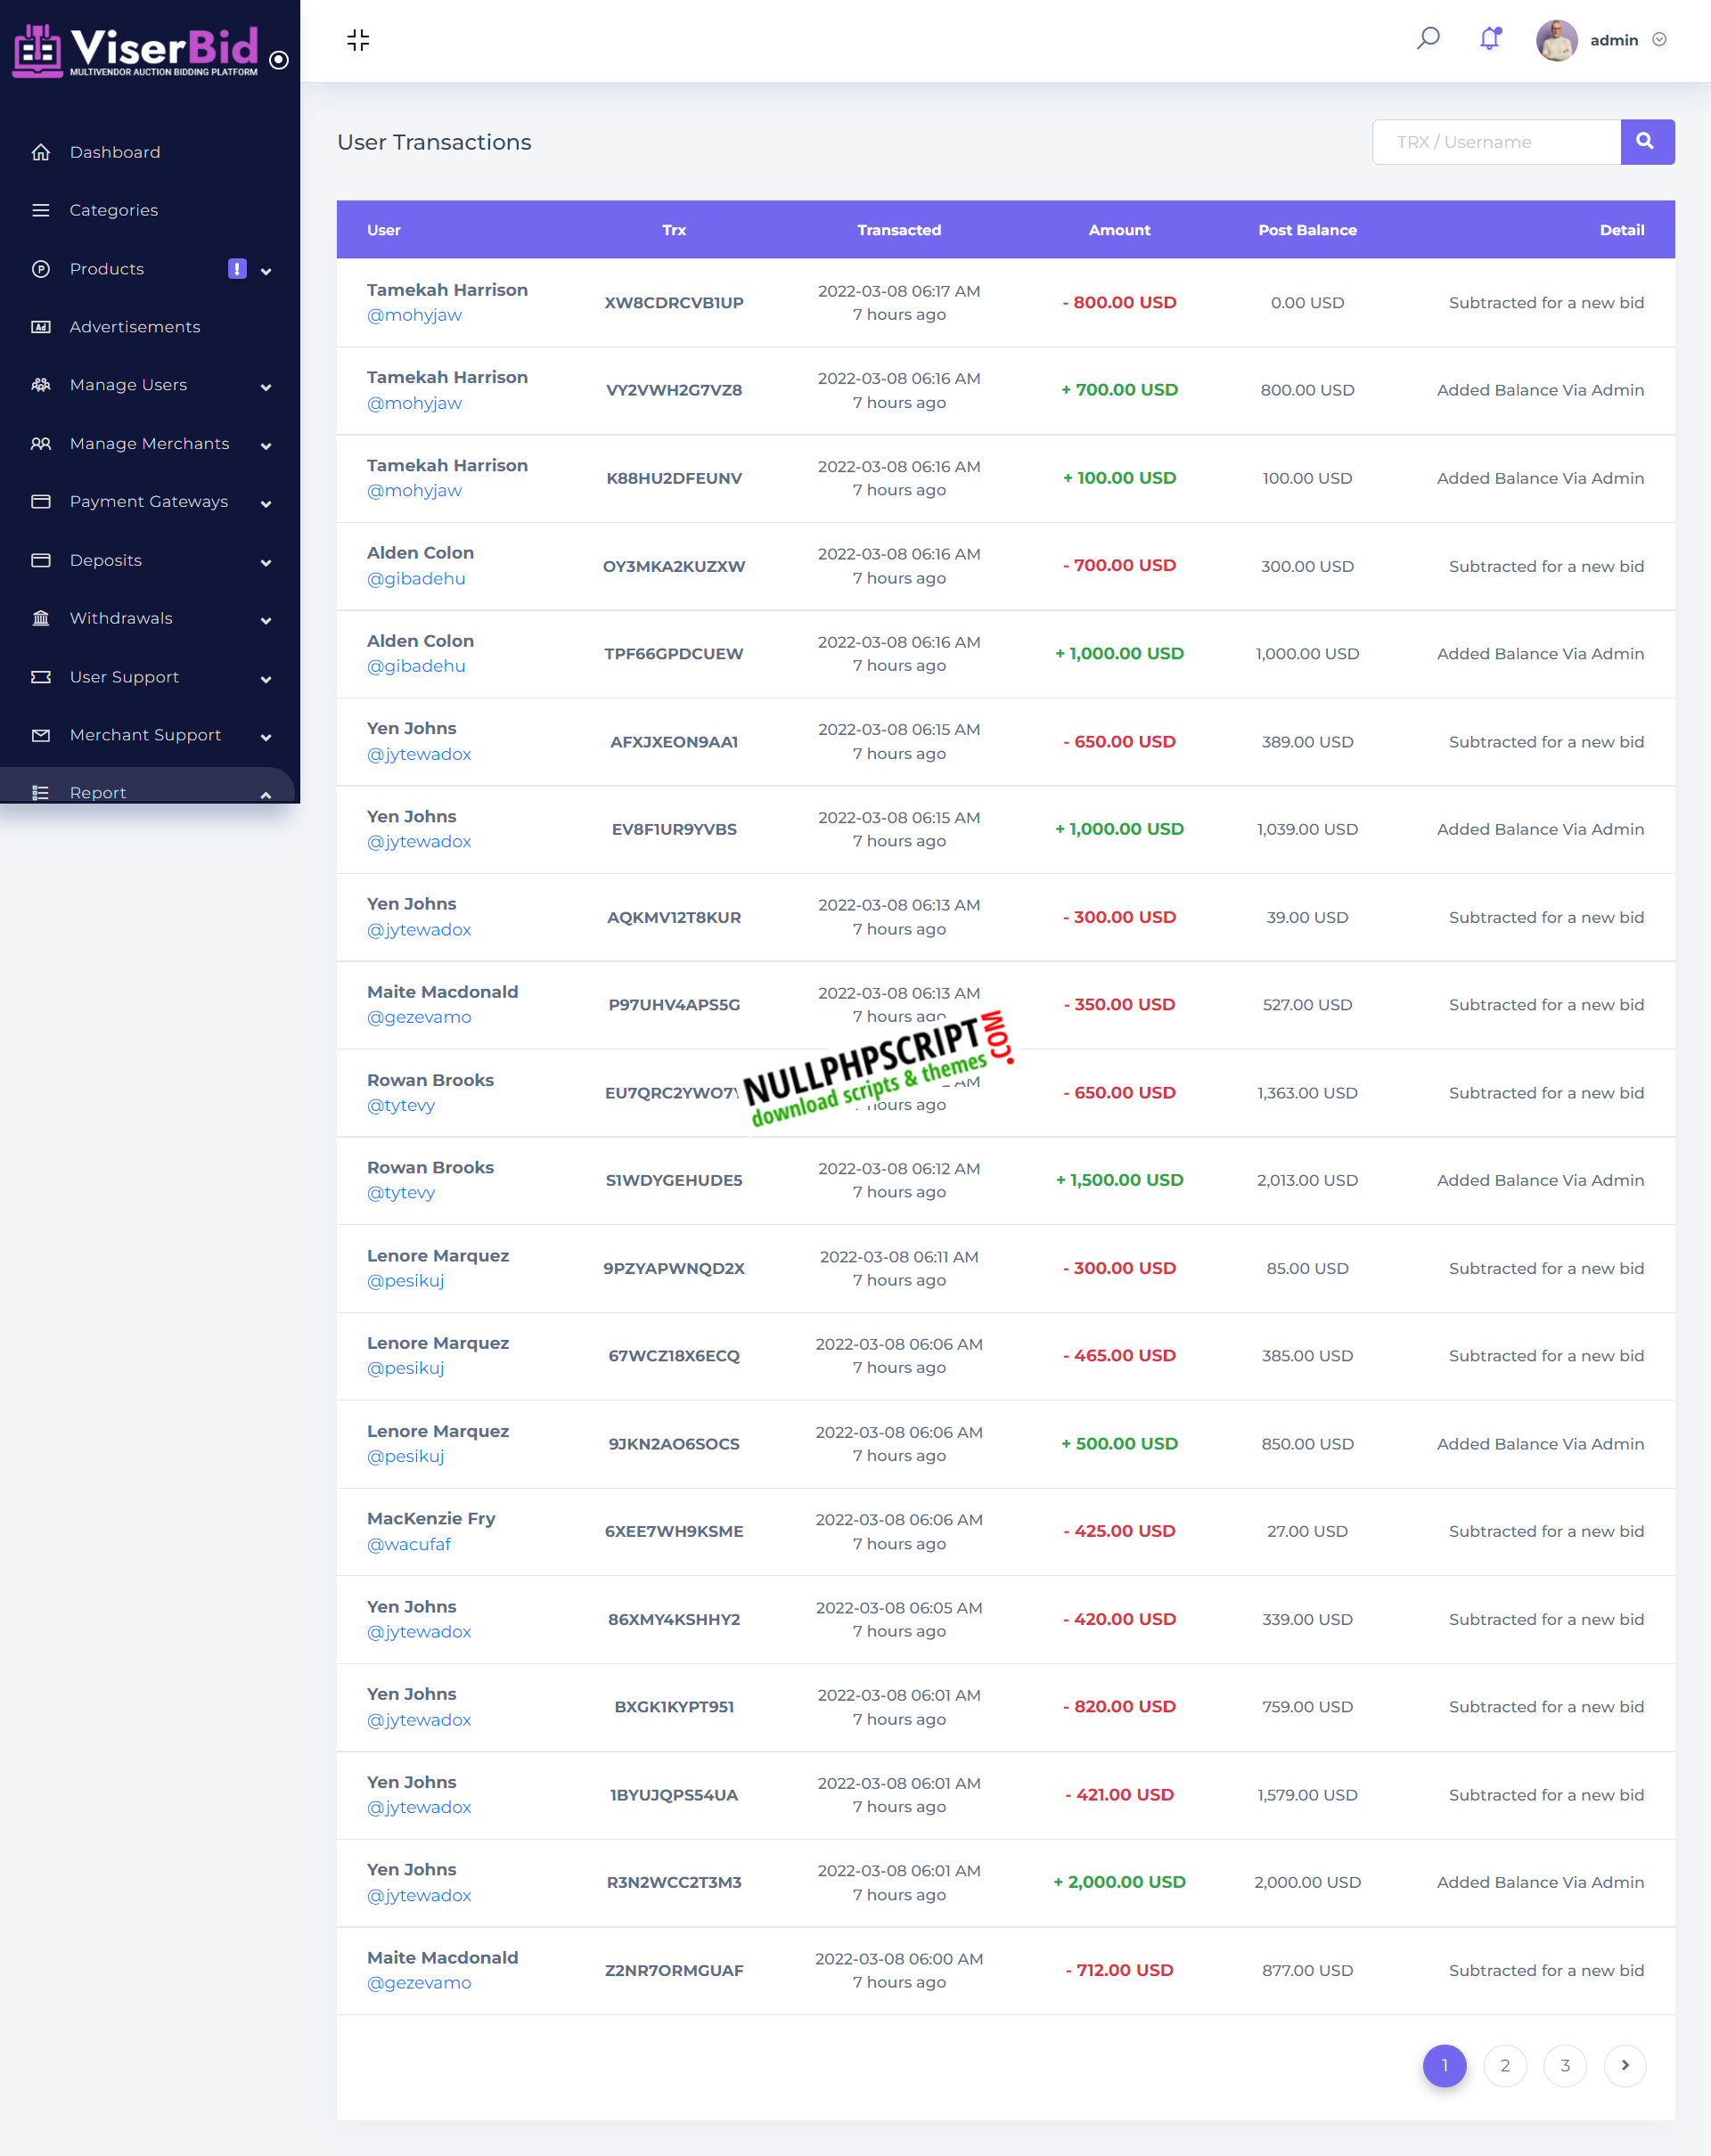 ViserBid
MULTIVENDOR AUCTION BIDDING PLATFORM
admin
Dashboard
Categories
Products
Advertisements
Manage Users
Manage Merchants
Payment Gateways
Deposits
Withdrawals
User Support
Merchant Support
Report
User Transactions
TRX / Username
User Trx Transacted Amount Post Balance Detail
Tamekah Harrison
@mohyjaw XW8CDRCVB1UP 2022-03-08 06:17 AM 7 hours ago - 800.00 USD 0.00 USD Subtracted for a new bid
Tamekah Harrison
@mohyjaw VY2VWH2G7VZ8 2022-03-08 06:16 AM 7 hours ago + 700.00 USD 800.00 USD Added Balance Via Admin
Tamekah Harrison
@mohyjaw K88HU2DFEUNV 2022-03-08 06:16 AM 7 hours ago + 100.00 USD 100.00 USD Added Balance Via Admin
Alden Colon
@gibadehu OY3MKA2KUZXW 2022-03-08 06:16 AM 7 hours ago - 700.00 USD 300.00 USD Subtracted for a new bid
Alden Colon
@gibadehu TPF66GPDCUEW 2022-03-08 06:16 AM 7 hours ago + 1,000.00 USD 1,000.00 USD Added Balance Via Admin
Yen Johns
@jytewadox AFXJXEON9AA1 2022-03-08 06:15 AM 7 hours ago - 650.00 USD 389.00 USD Subtracted for a new bid
Yen Johns
@jytewadox EV8F1UR9YVBS 2022-03-08 06:15 AM 7 hours ago + 1,000.00 USD 1,039.00 USD Added Balance Via Admin
Yen Johns
@jytewadox AQKMV12T8KUR 2022-03-08 06:13 AM 7 hours ago - 300.00 USD 39.00 USD Subtracted for a new bid
Maite Macdonald
@gezevamo P97UHV4APS5G 2022-03-08 06:13 AM 7 hours ago - 350.00 USD 527.00 USD Subtracted for a new bid
NULLPHPSCRIPT.COM
download scripts & themes
Rowan Brooks
@tytevy AM hours ago - 650.00 USD 1,363.00 USD Subtracted for a new bid
Rowan Brooks
@tytevy S1WDYGEHUDE5 2022-03-08 06:12 AM 7 hours ago + 1,500.00 USD 2,013.00 USD Added Balance Via Admin
Lenore Marquez
@pesikuj 9PZYAPWNQD2X 2022-03-08 06:11 AM 7 hours ago - 300.00 USD 85.00 USD Subtracted for a new bid
Lenore Marquez
@pesikuj 67WCZ18X6ECQ 2022-03-08 06:06 AM 7 hours ago - 465.00 USD 385.00 USD Subtracted for a new bid
Lenore Marquez
@pesikuj 9JKN2AO6SOCS 2022-03-08 06:06 AM 7 hours ago + 500.00 USD 850.00 USD Added Balance Via Admin
MacKenzie Fry
@wacufaf 6XEE7WH9KSME 2022-03-08 06:06 AM 7 hours ago - 425.00 USD 27.00 USD Subtracted for a new bid
Yen Johns
@jytewadox 86XMY4KSHHY2 2022-03-08 06:05 AM 7 hours ago - 420.00 USD 339.00 USD Subtracted for a new bid
Yen Johns
@jytewadox BXGK1KYPT951 2022-03-08 06:01 AM 7 hours ago - 820.00 USD 759.00 USD Subtracted for a new bid
Yen Johns
@jytewadox 1BYUJQPS54UA 2022-03-08 06:01 AM 7 hours ago - 421.00 USD 1,579.00 USD Subtracted for a new bid
Yen Johns
@jytewadox R3N2WCC2T3M3 2022-03-08 06:01 AM 7 hours ago + 2,000.00 USD 2,000.00 USD Added Balance Via Admin
Maite Macdonald
@gezevamo Z2NR7ORMGUAF 2022-03-08 06:00 AM 7 hours ago - 712.00 USD 877.00 USD Subtracted for a new bid
1 2 3